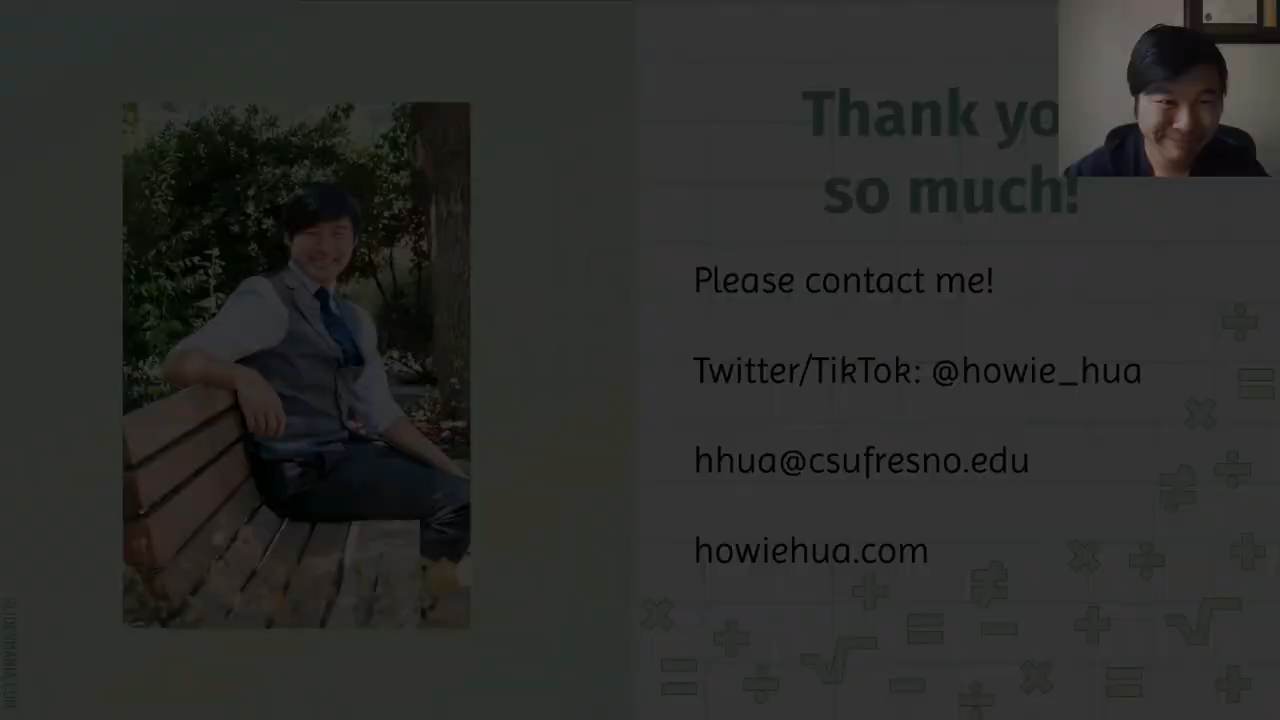 Thank yo
so much!
Please contact me!
Twitter/TikTok: @howie_hua
hhua@csufresno.edu
howiehua.com